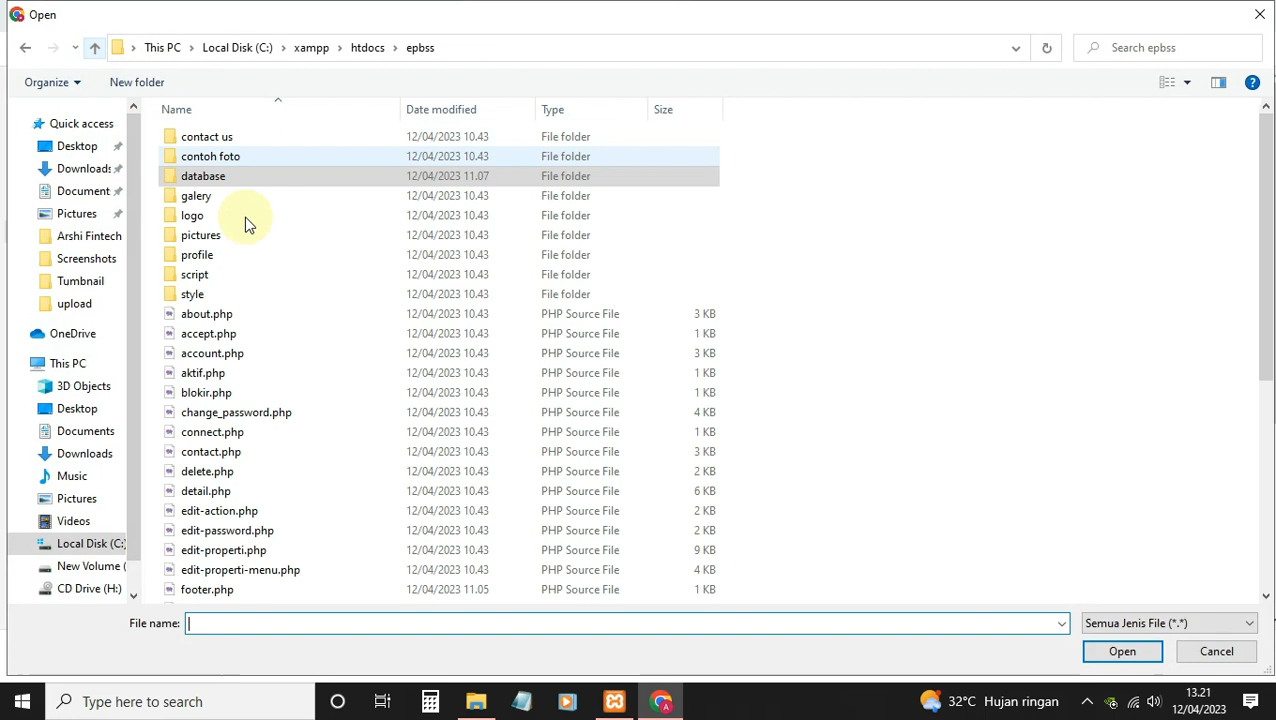 Open
This PC > Local Disk (C:) > xampp > htdocs > epbss
Search epbss
Organize
New folder
Name Date modified Type Size
Quick access
Desktop
Downloads
Document
Pictures
Arshi Fintech
Screenshots
Tumbnail
upload
OneDrive
This PC
3D Objects
Desktop
Documents
Downloads
Music
Pictures
Videos
Local Disk (C:)
New Volume (
CD Drive (H:)
contact us 12/04/2023 10.43 File folder
contoh foto 12/04/2023 10.43 File folder
database 12/04/2023 11.07 File folder
galery 12/04/2023 10.43 File folder
logo 12/04/2023 10.43 File folder
pictures 12/04/2023 10.43 File folder
profile 12/04/2023 10.43 File folder
script 12/04/2023 10.43 File folder
style 12/04/2023 10.43 File folder
about.php 12/04/2023 10.43 PHP Source File 3 KB
accept.php 12/04/2023 10.43 PHP Source File 1 KB
account.php 12/04/2023 10.43 PHP Source File 3 KB
aktif.php 12/04/2023 10.43 PHP Source File 1 KB
blokir.php 12/04/2023 10.43 PHP Source File 1 KB
change_password.php 12/04/2023 10.43 PHP Source File 4 KB
connect.php 12/04/2023 10.43 PHP Source File 1 KB
contact.php 12/04/2023 10.43 PHP Source File 3 KB
delete.php 12/04/2023 10.43 PHP Source File 2 KB
detail.php 12/04/2023 10.43 PHP Source File 6 KB
edit-action.php 12/04/2023 10.43 PHP Source File 2 KB
edit-password.php 12/04/2023 10.43 PHP Source File 2 KB
edit-properti.php 12/04/2023 10.43 PHP Source File 9 KB
edit-properti-menu.php 12/04/2023 10.43 PHP Source File 4 KB
footer.php 12/04/2023 11.05 PHP Source File 1 KB
File name:
Semua Jenis File (*.*)
Open
Cancel
Type here to search
32°C Hujan ringan
13.21
12/04/2023